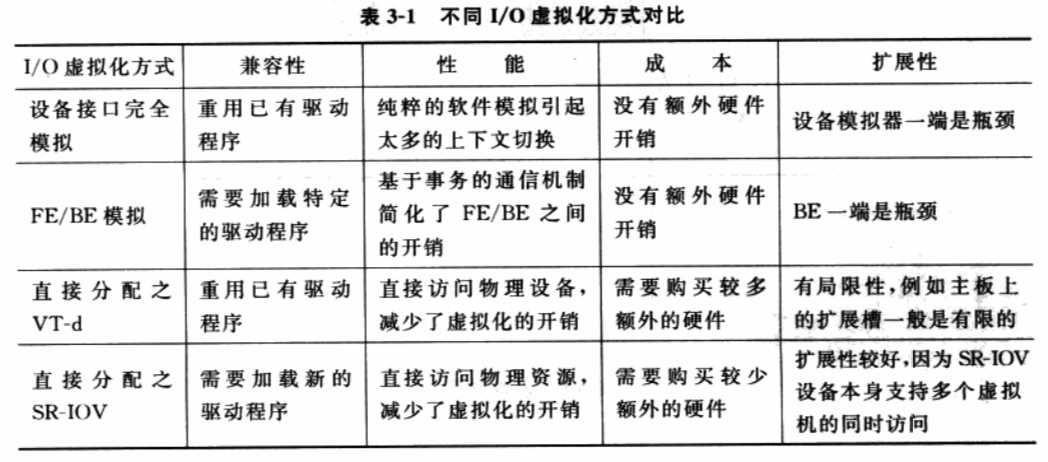 表 3-1 不同 I/O 虚拟化方式对比
I/O 虚拟化方式 兼容性 性 能 成 本 扩展性
设备接口完全
模拟
重用已有驱动
程序
纯粹的软件模拟引起
太多的上下文切换
没有额外硬件
开销
设备模拟器一端是瓶颈
FE/BE 模拟
需要加载特定
的驱动程序
基于事务的通信机制
简化了 FE/BE 之间
的开销
没有额外硬件
开销
BE 一端是瓶颈
直接分配之
VT-d
重用已有驱动
程序
直接访问物理设备,
减少了虚拟化的开销
需要购买较多
额外的硬件
有局限性,例如主板上
的扩展槽一般是有限的
直接分配之
SR-IOV
需要加载新的
驱动程序
直接访问物理资源,
减少了虚拟化的开销
需要购买较少
额外的硬件
扩展性较好,因为 SR-IOV
设备本身支持多个虚拟
机的同时访问